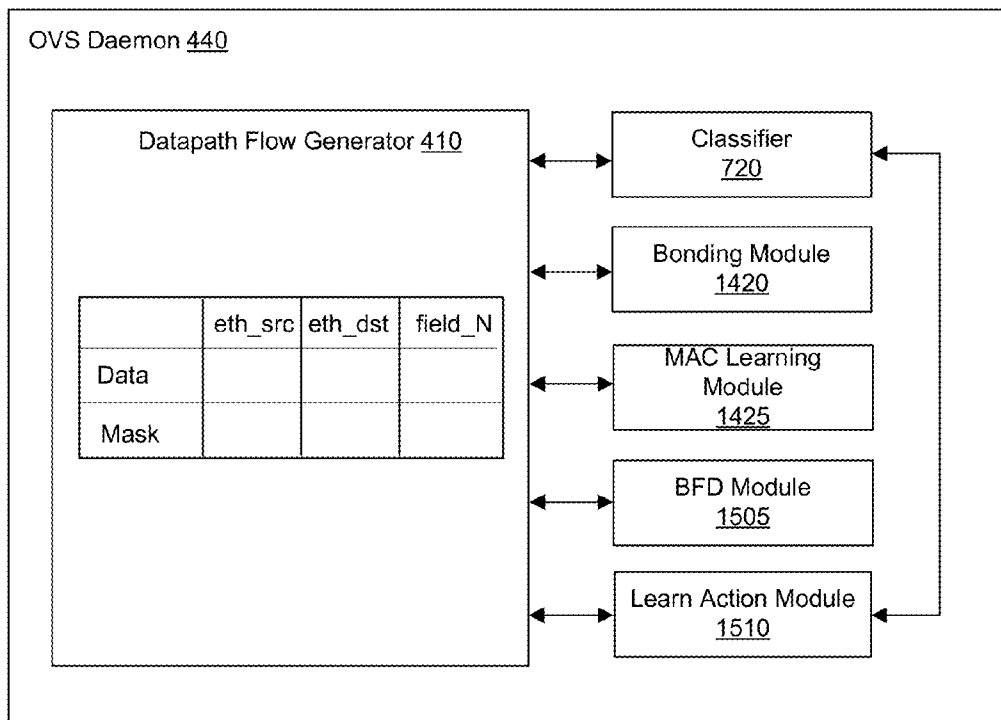 OVS Daemon 440
Datapath Flow Generator 410
eth_src eth_dst field_N
Data
Mask
Classifier
720
Bonding Module
1420
MAC Learning
Module
1425
BFD Module
1505
Learn Action Module
1510